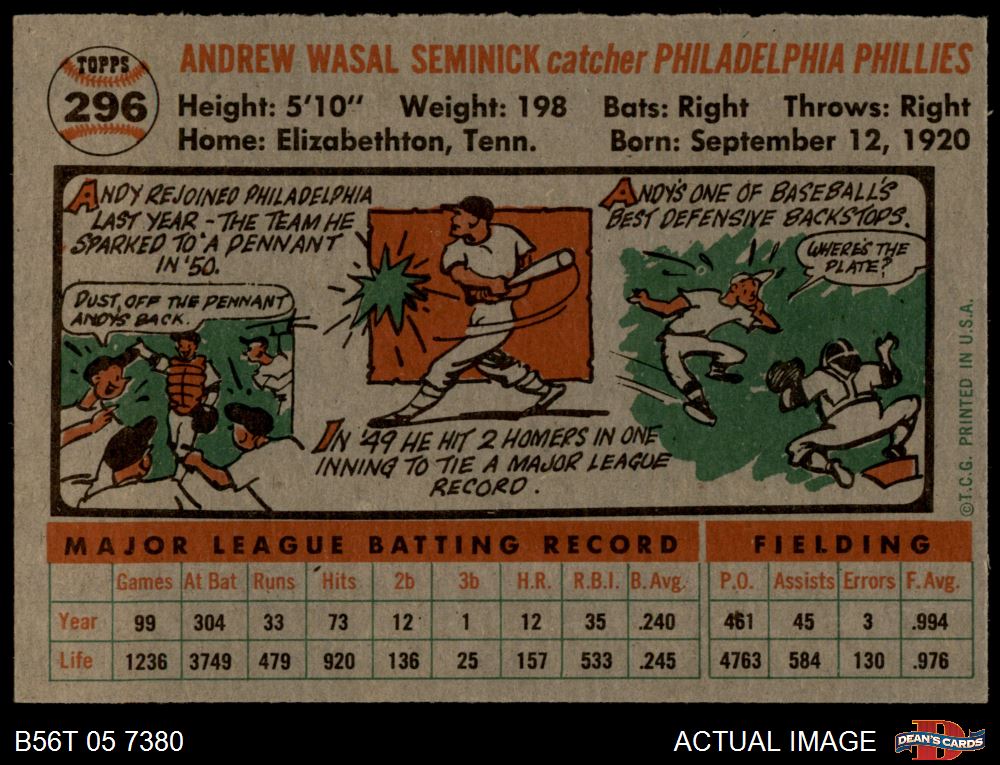 TOPPS
296
ANDREW WASAL SEMINICK catcher PHILADELPHIA PHILLIES
Height: 5'10" Weight: 198 Bats: Right Throws: Right
Home: Elizabethton, Tenn. Born: September 12, 1920
ANDY REJOINED PHILADELPHIA
LAST YEAR - THE TEAM HE
SPARKED TO A PENNANT
IN '50.
DUST OFF THE PENNANT
ANDY'S BACK.
IN '49 HE HIT 2 HOMERS IN ONE
INNING TO TIE A MAJOR LEAGUE
RECORD.
ANDY'S ONE OF BASEBALL'S
BEST DEFENSIVE BACKSTOPS.
WHERE'S THE
PLATE?
©T.C.G. PRINTED IN U.S.A.
MAJOR LEAGUE BATTING RECORD FIELDING
Games At Bat Runs Hits 2b 3b H.R. R.B.I. B.Avg. P.O. Assists Errors F.Avg.
Year 99 304 33 73 12 1 12 35 .240 461 45 3 .994
Life 1236 3749 479 920 136 25 157 533 .245 4763 584 130 .976
B56T 05 7380
ACTUAL IMAGE
DEAN'S CARDS